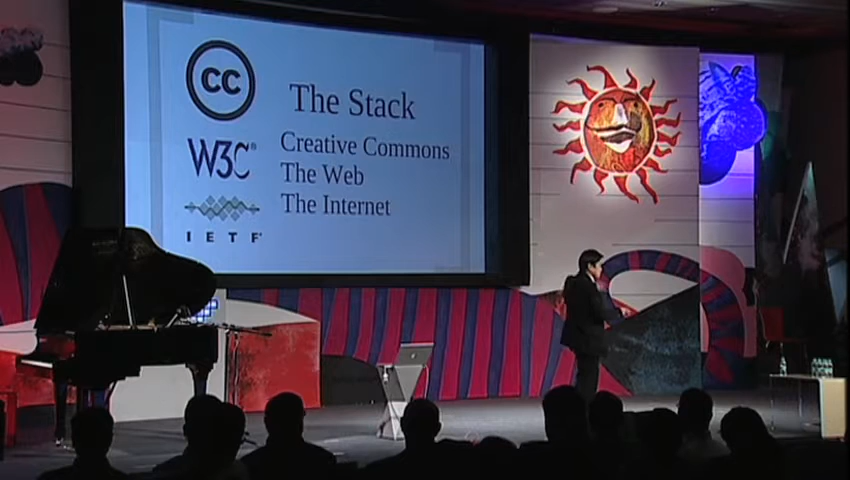 cc
The Stack
W3C®
Creative Commons
The Web
The Internet
IETF®